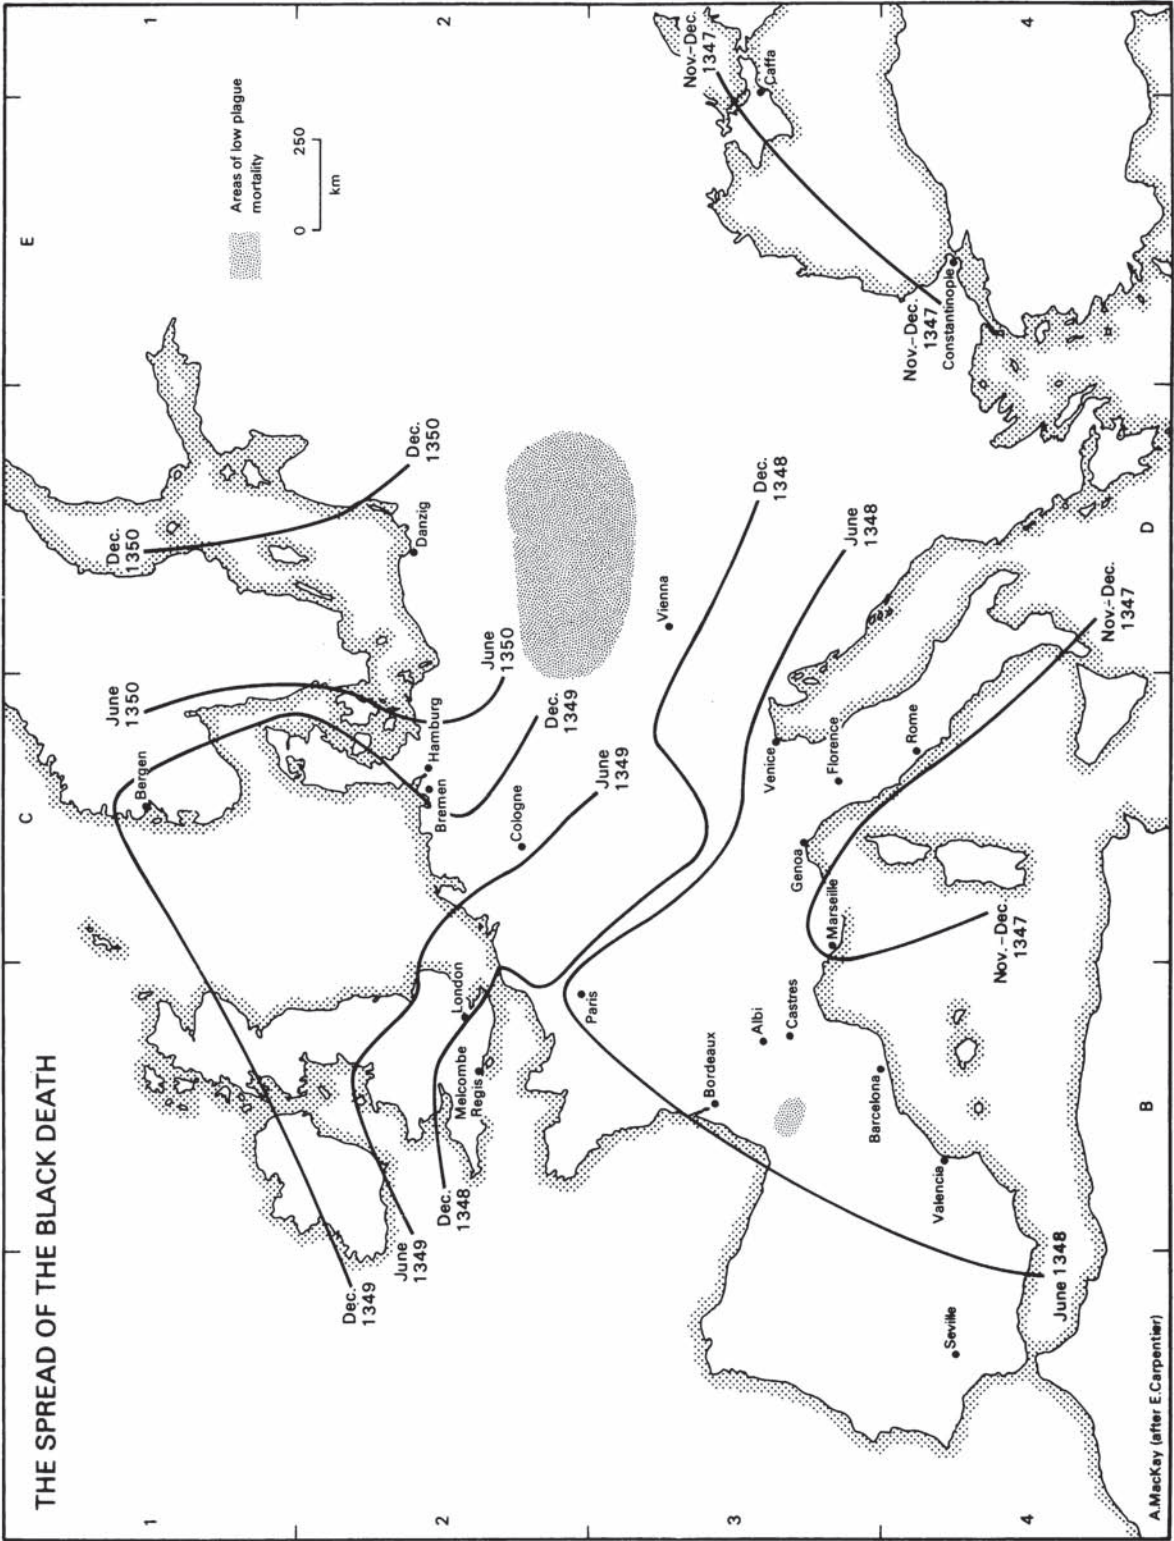 THE SPREAD OF THE BLACK DEATH
B
C
D
E
1
1
2
2
3
4
4
Areas of low plague
mortality
0
250
km
Dec.
1349
June
1349
Dec.
1348
Bergen
June
1350
Dec.
1350
Dec.
1350
Danzig
June
1350
Hamburg
Bremen
Dec.
1349
Cologne
June
1349
London
Melcombe
Regis
Paris
Vienna
Dec.
1348
June
1348
Bordeaux
Albi
Castres
Venice
Florence
Genoa
Marseille
Rome
Nov.-Dec.
1347
Nov.-Dec.
1347
Barcelona
Valencia
Seville
June 1348
Nov.-Dec.
1347
Caffa
Nov.-Dec.
1347
Constantinople
A.MacKay (after E.Carpentier)